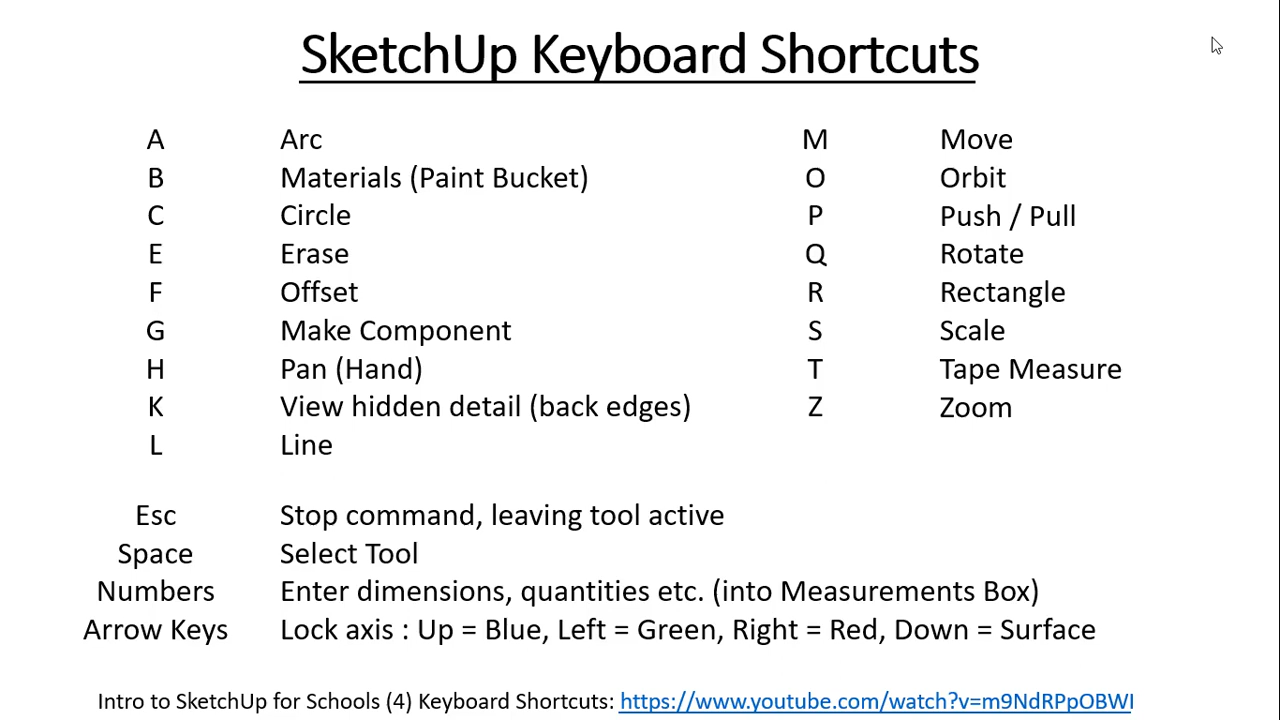 SketchUp Keyboard Shortcuts
A Arc
B Materials (Paint Bucket)
C Circle
E Erase
F Offset
G Make Component
H Pan (Hand)
K View hidden detail (back edges)
L Line
M Move
O Orbit
P Push / Pull
Q Rotate
R Rectangle
S Scale
T Tape Measure
Z Zoom
Esc Stop command, leaving tool active
Space Select Tool
Numbers Enter dimensions, quantities etc. (into Measurements Box)
Arrow Keys Lock axis : Up = Blue, Left = Green, Right = Red, Down = Surface
Intro to SketchUp for Schools (4) Keyboard Shortcuts: https://www.youtube.com/watch?v=m9NdRPpOBWI